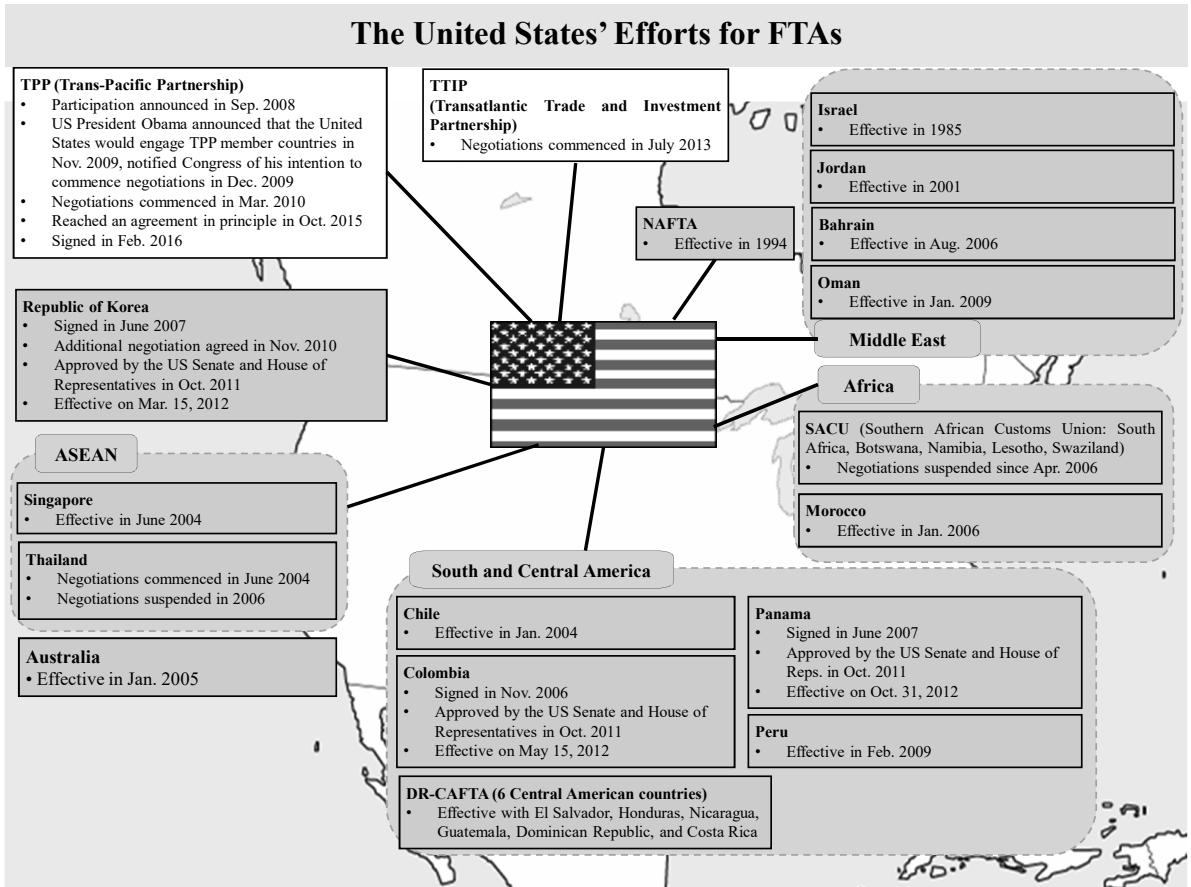 The United States' Efforts for FTAs
TPP (Trans-Pacific Partnership)
• Participation announced in Sep. 2008
• US President Obama announced that the United
States would engage TPP member countries in
Nov. 2009, notified Congress of his intention to
commence negotiations in Dec. 2009
• Negotiations commenced in Mar. 2010
• Reached an agreement in principle in Oct. 2015
• Signed in Feb. 2016
TTIP
(Transatlantic Trade and Investment
Partnership)
• Negotiations commenced in July 2013
NAFTA
• Effective in 1994
Israel
• Effective in 1985
Jordan
• Effective in 2001
Bahrain
• Effective in Aug. 2006
Oman
• Effective in Jan. 2009
Middle East
Republic of Korea
• Signed in June 2007
• Additional negotiation agreed in Nov. 2010
• Approved by the US Senate and House of
Representatives in Oct. 2011
• Effective on Mar. 15, 2012
Africa
SACU (Southern African Customs Union: South
Africa, Botswana, Namibia, Lesotho, Swaziland)
• Negotiations suspended since Apr. 2006
Morocco
• Effective in Jan. 2006
ASEAN
Singapore
• Effective in June 2004
Thailand
• Negotiations commenced in June 2004
• Negotiations suspended in 2006
Australia
• Effective in Jan. 2005
South and Central America
Chile
• Effective in Jan. 2004
Colombia
• Signed in Nov. 2006
• Approved by the US Senate and House of
Representatives in Oct. 2011
• Effective on May 15, 2012
DR-CAFTA (6 Central American countries)
• Effective with El Salvador, Honduras, Nicaragua,
Guatemala, Dominican Republic, and Costa Rica
Panama
• Signed in June 2007
• Approved by the US Senate and House of
Reps. in Oct. 2011
• Effective on Oct. 31, 2012
Peru
• Effective in Feb. 2009